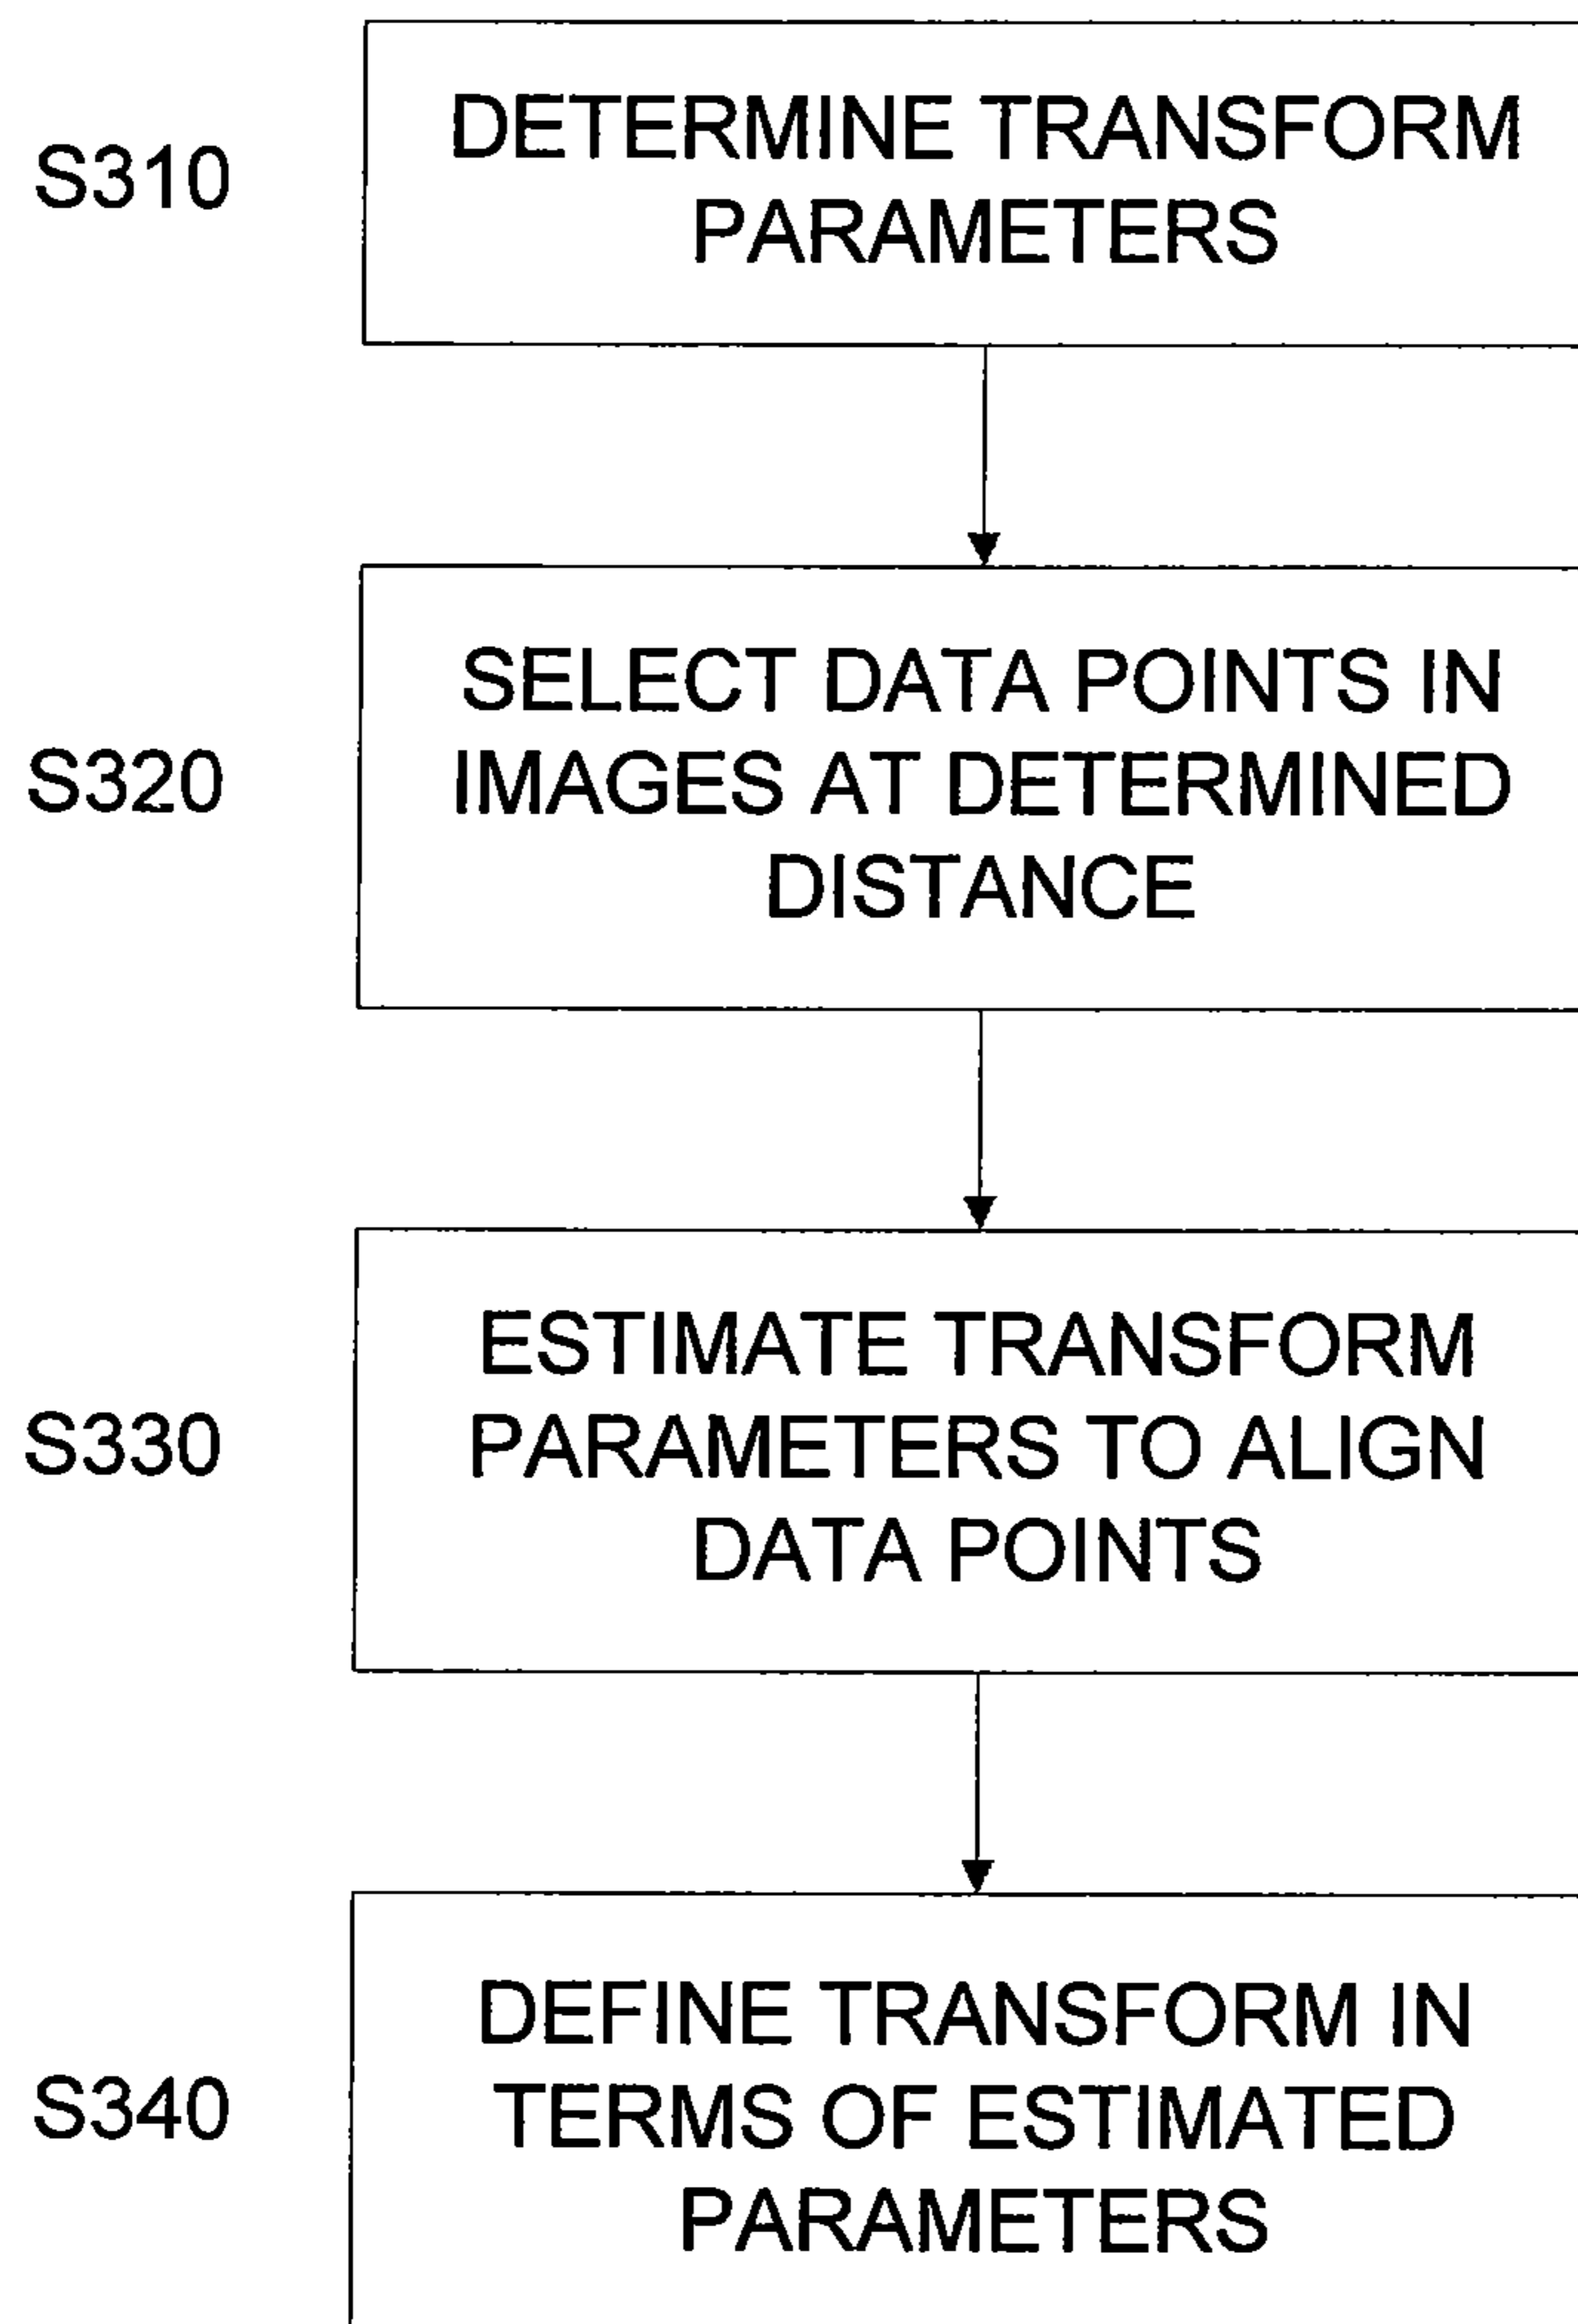 S310
DETERMINE TRANSFORM
PARAMETERS
S320
SELECT DATA POINTS IN
IMAGES AT DETERMINED
DISTANCE
S330
ESTIMATE TRANSFORM
PARAMETERS TO ALIGN
DATA POINTS
S340
DEFINE TRANSFORM IN
TERMS OF ESTIMATED
PARAMETERS